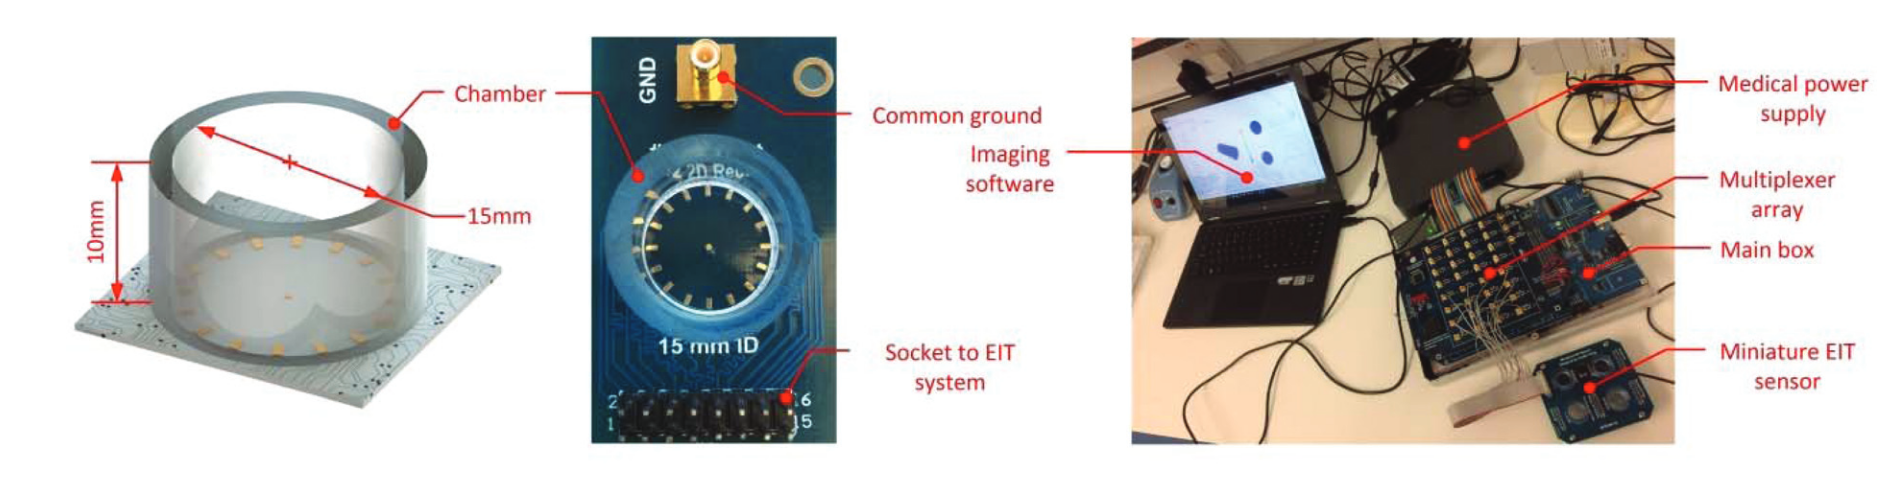 10mm
15mm
Chamber
GND
2D Rev
15 mm ID
2
16
1
15
Common ground
Socket to EIT
system
Imaging
software
Medical power
supply
Multiplexer
array
Main box
Miniature EIT
sensor